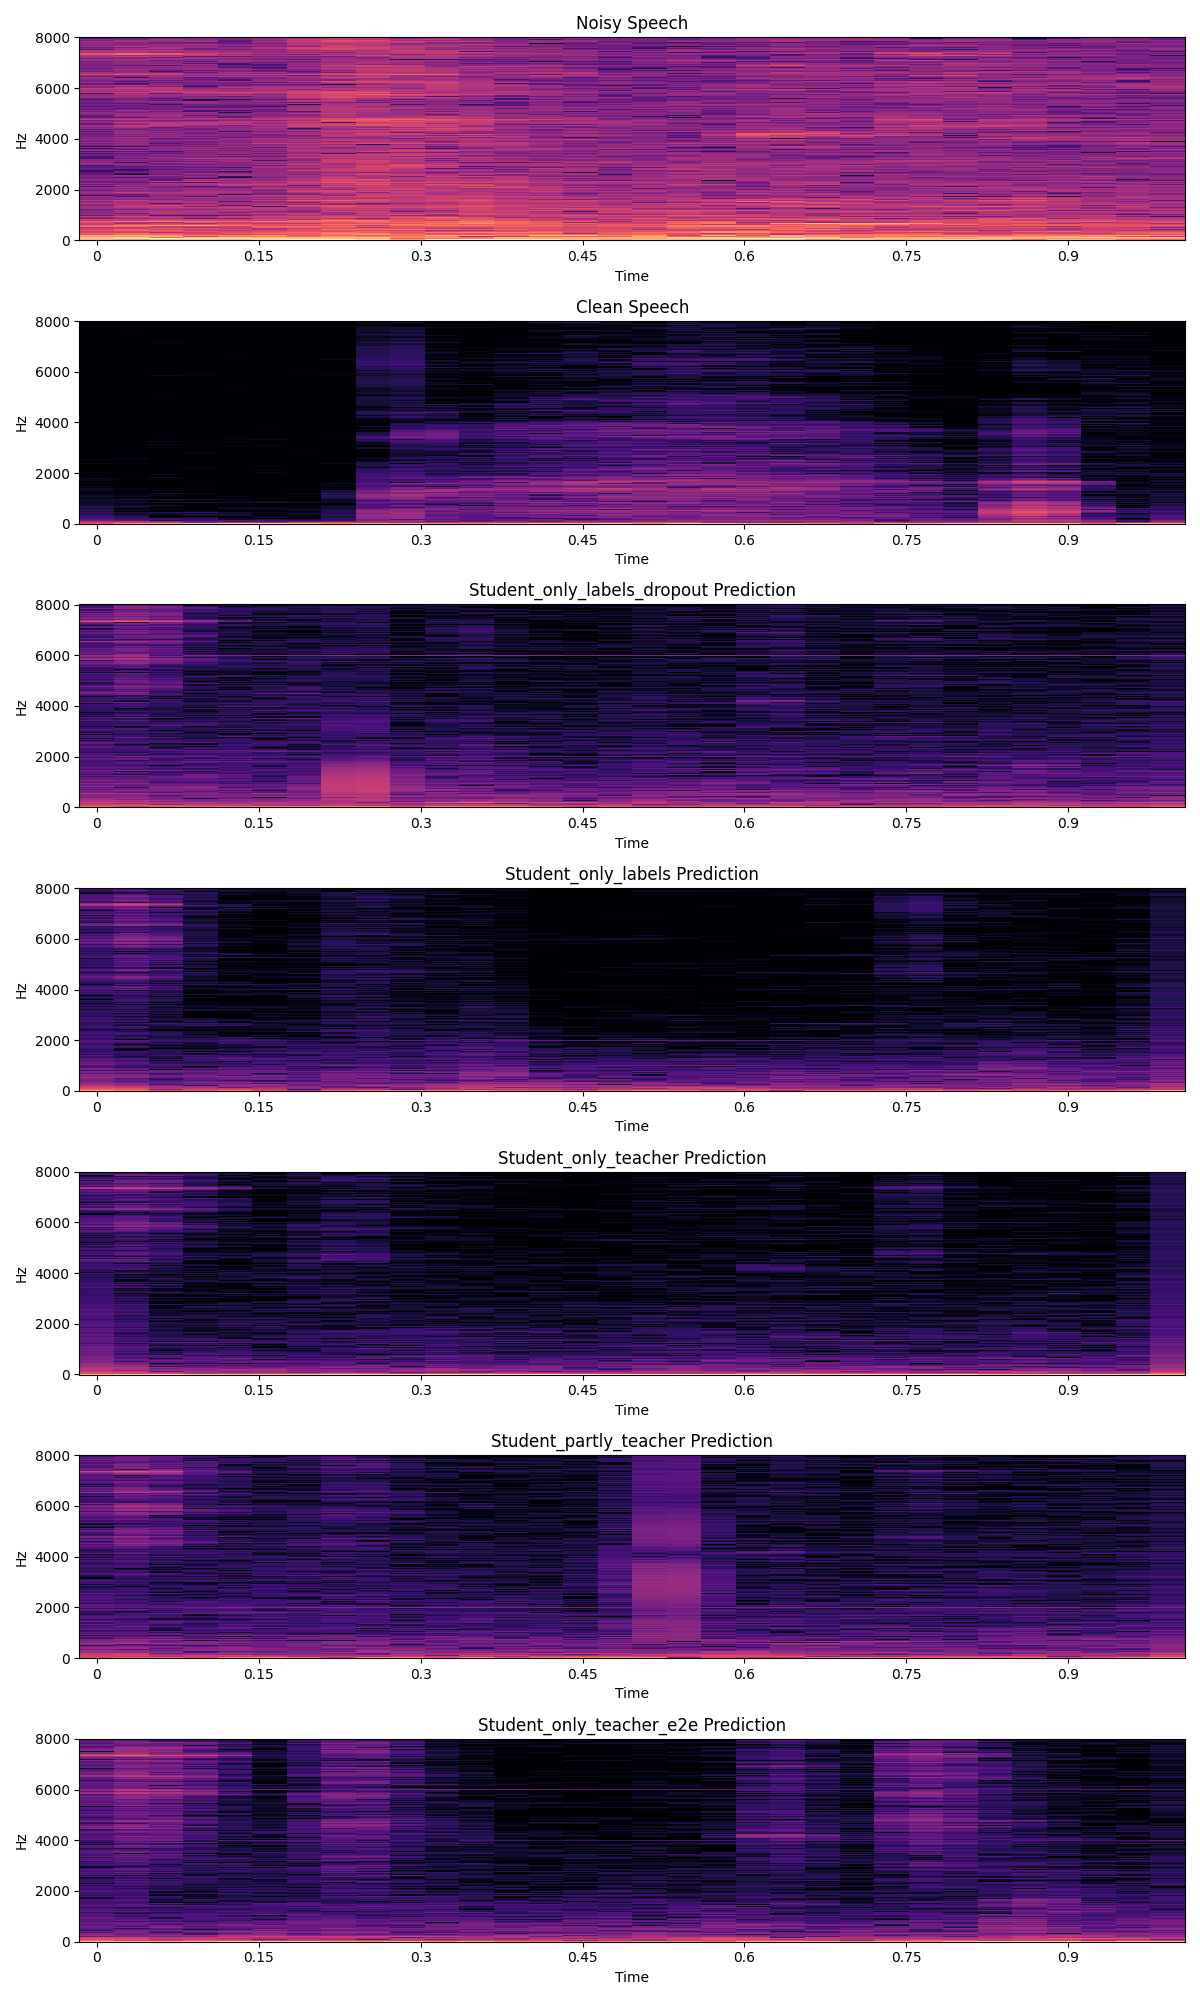 Noisy Speech
8000
6000
4000
2000
0
Hz
0 0.15 0.3 0.45 0.6 0.75 0.9
Time
Clean Speech
8000
6000
4000
2000
0
Hz
0 0.15 0.3 0.45 0.6 0.75 0.9
Time
Student_only_labels_dropout Prediction
8000
6000
4000
2000
0
Hz
0 0.15 0.3 0.45 0.6 0.75 0.9
Time
Student_only_labels Prediction
8000
6000
4000
2000
0
Hz
0 0.15 0.3 0.45 0.6 0.75 0.9
Time
Student_only_teacher Prediction
8000
6000
4000
2000
0
Hz
0 0.15 0.3 0.45 0.6 0.75 0.9
Time
Student_partly_teacher Prediction
8000
6000
4000
2000
0
Hz
0 0.15 0.3 0.45 0.6 0.75 0.9
Time
Student_only_teacher_e2e Prediction
8000
6000
4000
2000
0
Hz
0 0.15 0.3 0.45 0.6 0.75 0.9
Time